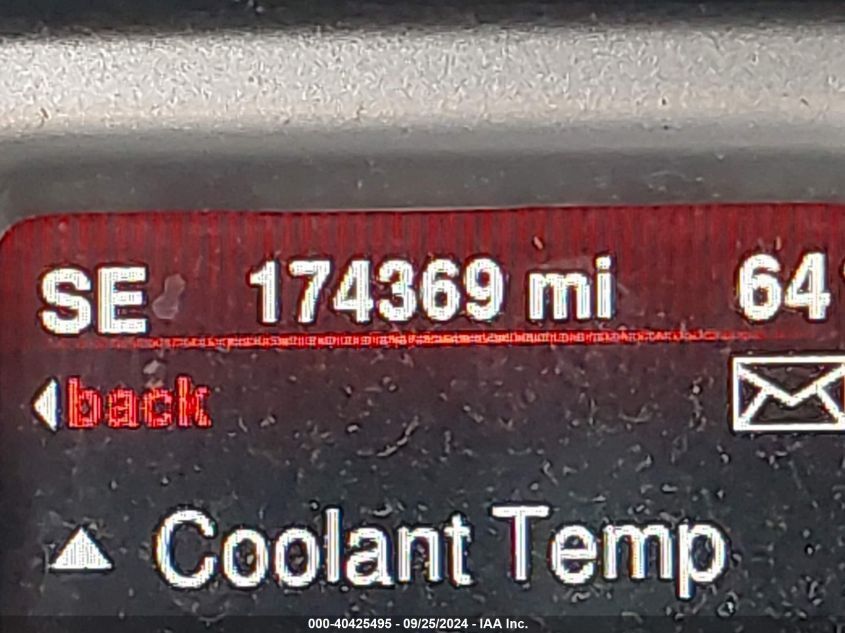 SE 174369 mi 64
back
Coolant Temp
000-40425495 - 09/25/2024 - IAA Inc.